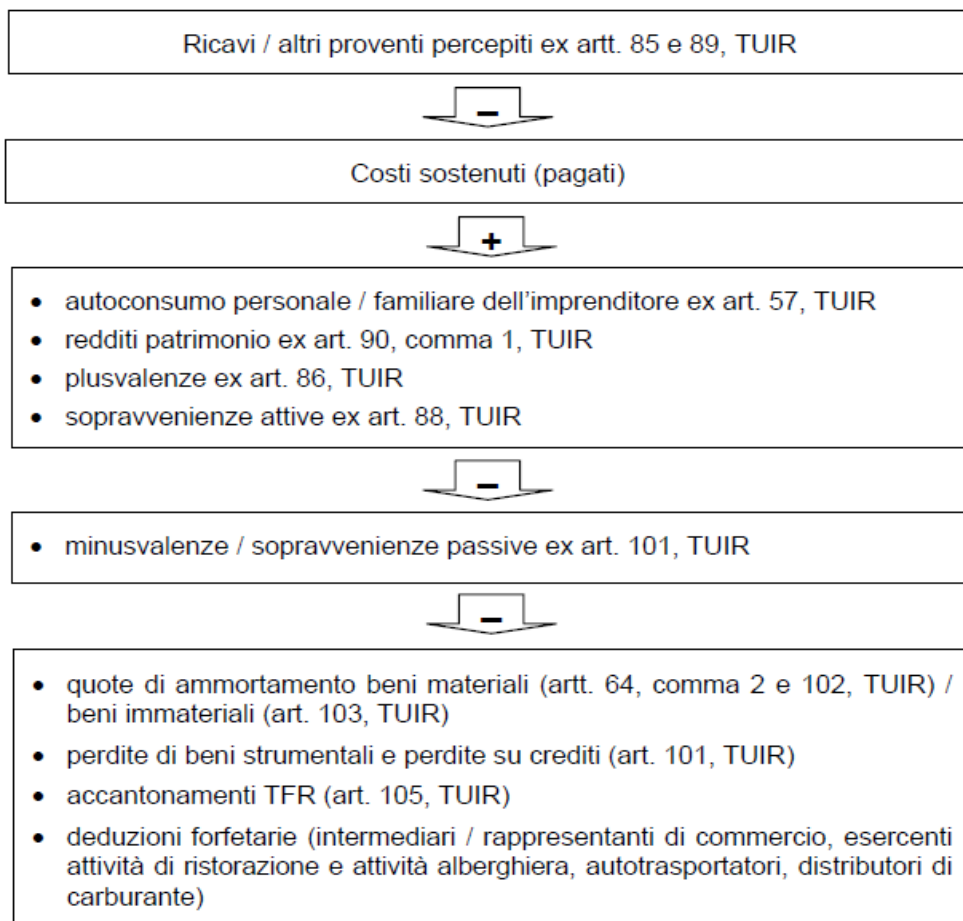 Ricavi / altri proventi percepiti ex artt. 85 e 89, TUIR
–
Costi sostenuti (pagati)
+
• autoconsumo personale / familiare dell'imprenditore ex art. 57, TUIR
• redditi patrimonio ex art. 90, comma 1, TUIR
• plusvalenze ex art. 86, TUIR
• sopravvenienze attive ex art. 88, TUIR
–
• minusvalenze / sopravvenienze passive ex art. 101, TUIR
–
• quote di ammortamento beni materiali (artt. 64, comma 2 e 102, TUIR) /
beni immateriali (art. 103, TUIR)
• perdite di beni strumentali e perdite su crediti (art. 101, TUIR)
• accantonamenti TFR (art. 105, TUIR)
• deduzioni forfetarie (intermediari / rappresentanti di commercio, esercenti
attività di ristorazione e attività alberghiera, autotrasportatori, distributori di
carburante)